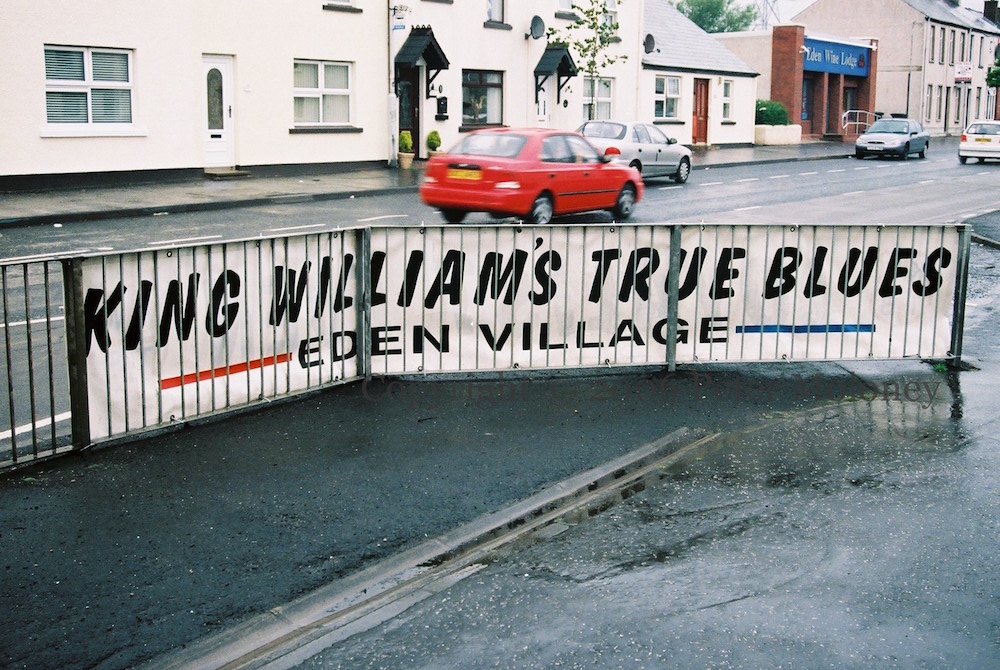 Eden Wine Lodge
KING WILLIAM'S TRUE BLUES
EDEN VILLAGE